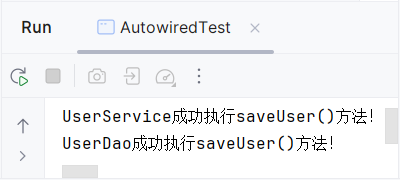 Run
AutowiredTest
UserService成功执行saveUser()方法!
UserDao成功执行saveUser()方法!